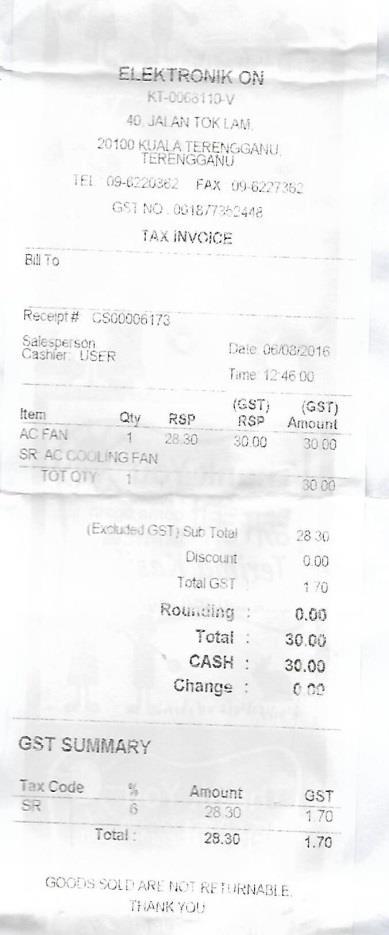 ELEKTRONIK ON
KT-0066110-V
40, JALAN TOK LAM,
20100 KUALA TERENGGANU,
TERENGGANU
TEL : 09-6220362 FAX : 09-6227362
GST NO : 001877352448
TAX INVOICE
Bill To
Receipt # CS00006173
Salesperson
Cashier: USER Date: 06/08/2016
Time: 12:46:00
Item Qty RSP (GST) RSP (GST) Amount
AC FAN 1 28.30 30.00 30.00
SR: AC COOLING FAN
TOT QTY: 1 30.00
(Excluded GST) Sub Total 28.30
Discount 0.00
Total GST : 1.70
Rounding : 0.00
Total : 30.00
CASH : 30.00
Change : 0.00
GST SUMMARY
Tax Code % Amount GST
SR 6 28.30 1.70
Total : 28.30 1.70
GOODS SOLD ARE NOT RETURNABLE,
THANK YOU